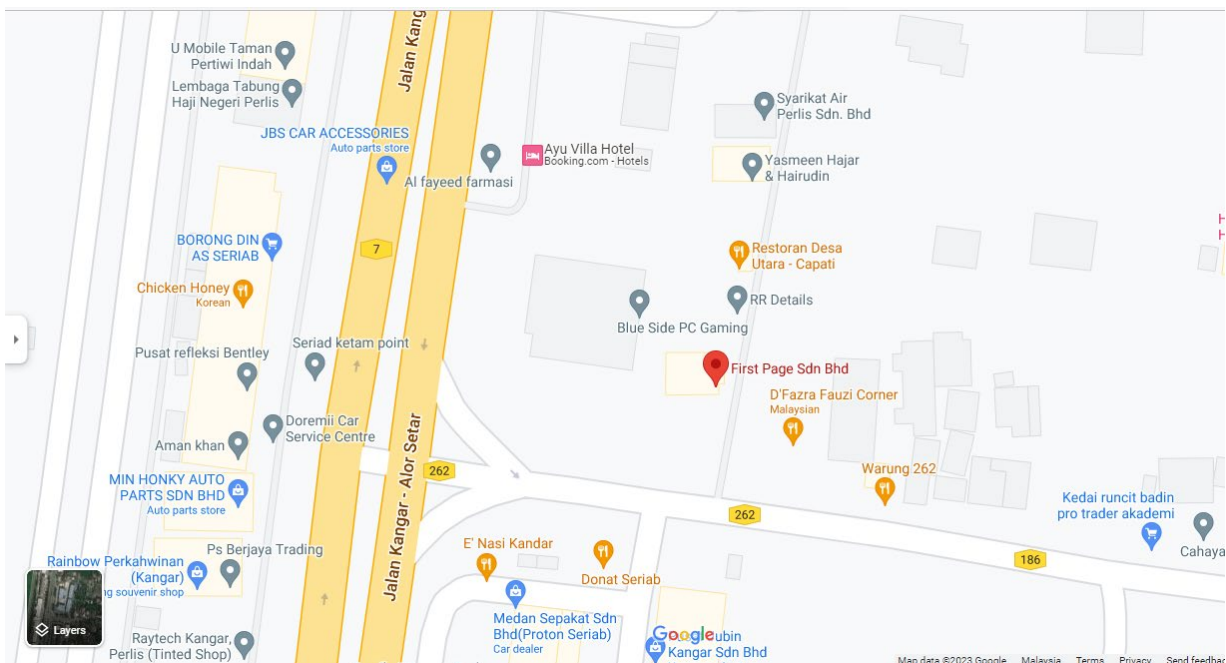 U Mobile Taman
Pertiwi Indah
Lembaga Tabung
Haji Negeri Perlis
Jalan Kang
JBS CAR ACCESSORIES
Auto parts store
Al fayeed farmasi
Ayu Villa Hotel
Booking.com - Hotels
Syarikat Air
Perlis Sdn. Bhd
Yasmeen Hajar
& Hairudin
H
H
BORONG DIN
AS SERIAB
7
Restoran Desa
Utara - Capati
Chicken Honey
Korean
RR Details
Blue Side PC Gaming
Seriad ketam point
Pusat refleksi Bentley
First Page Sdn Bhd
D'Fazra Fauzi Corner
Malaysian
Doremii Car
Service Centre
Aman khan
Jalan Kangar - Alor Setar
262
Warung 262
MIN HONKY AUTO
PARTS SDN BHD
Auto parts store
262
Kedai runcit badin
pro trader akademi
Cahaya
E' Nasi Kandar
Ps Berjaya Trading
Donat Seriab
186
Rainbow Perkahwinan
(Kangar)
ng souvenir shop
Layers
Medan Sepakat Sdn
Bhd(Proton Seriab)
Car dealer
Google
ubin
Kangar Sdn Bhd
Raytech Kangar,
Perlis (Tinted Shop)
Map data ©2023 Google Malaysia Terms Privacy Send feedbac